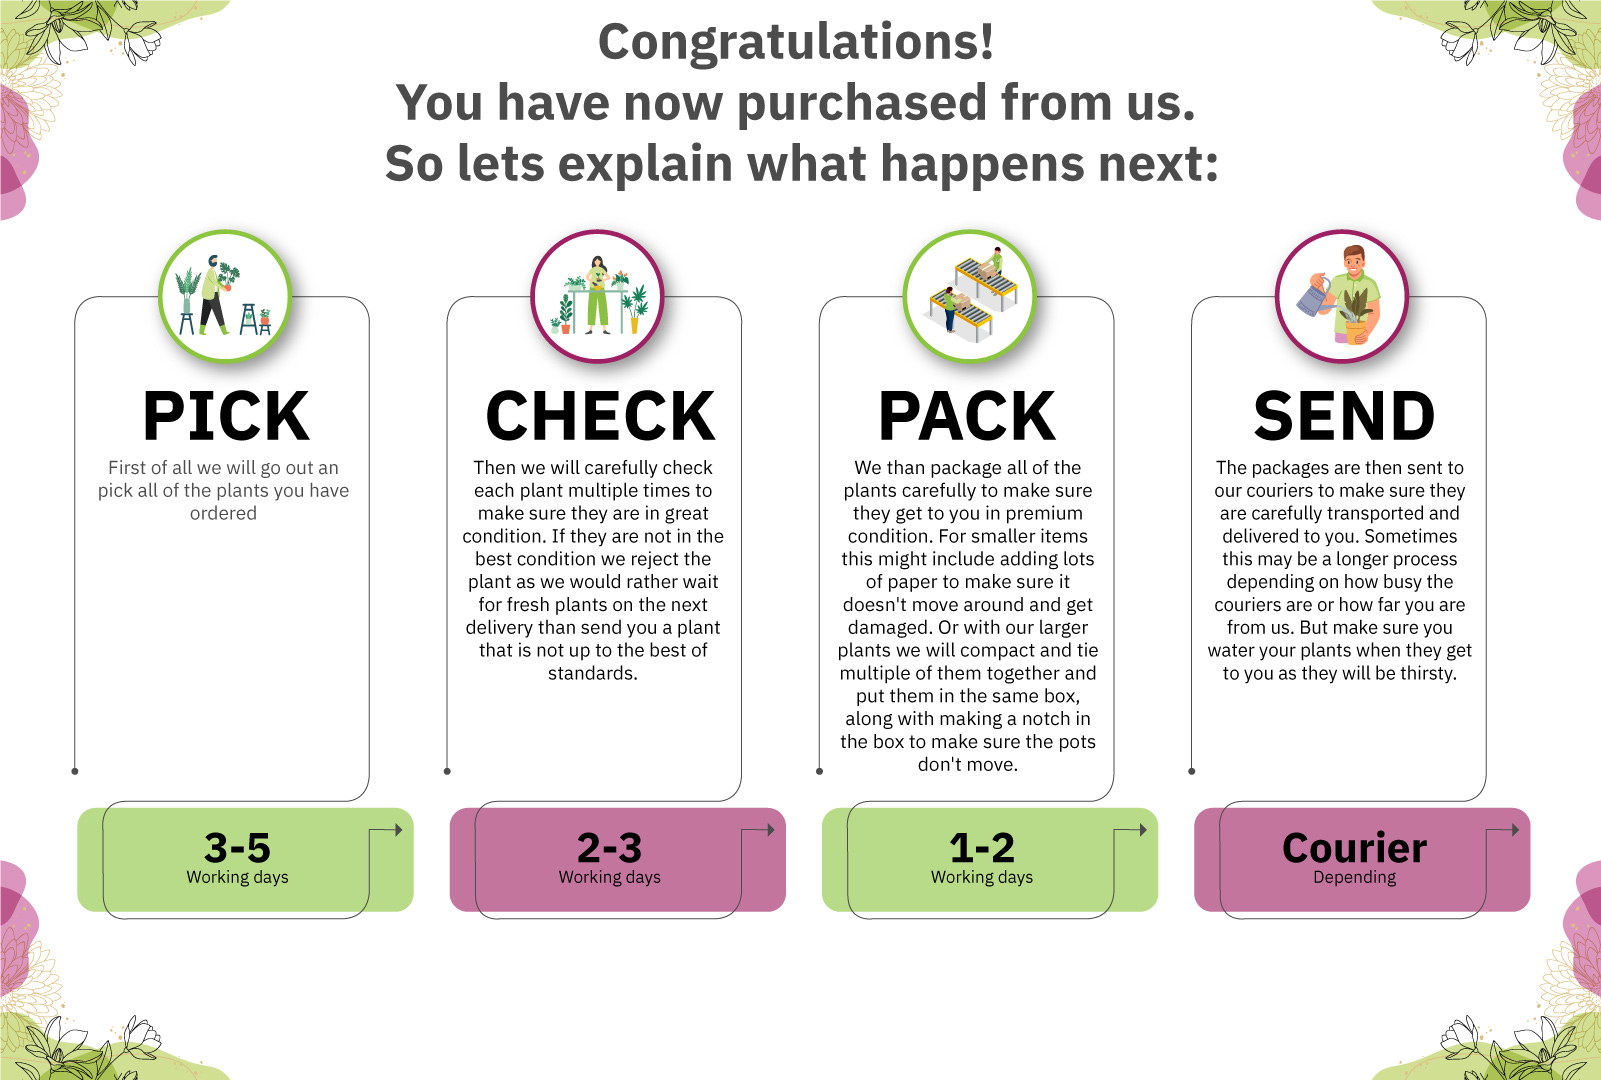 Congratulations!
You have now purchased from us.
So lets explain what happens next:
PICK
First of all we will go out an
pick all of the plants you have
ordered
3-5
Working days
CHECK
Then we will carefully check
each plant multiple times to
make sure they are in great
condition. If they are not in the
best condition we reject the
plant as we would rather wait
for fresh plants on the next
delivery than send you a plant
that is not up to the best of
standards.
2-3
Working days
PACK
We than package all of the
plants carefully to make sure
they get to you in premium
condition. For smaller items
this might include adding lots
of paper to make sure it
doesn't move around and get
damaged. Or with our larger
plants we will compact and tie
multiple of them together and
put them in the same box,
along with making a notch in
the box to make sure the pots
don't move.
1-2
Working days
SEND
The packages are then sent to
our couriers to make sure they
are carefully transported and
delivered to you. Sometimes
this may be a longer process
depending on how busy the
couriers are or how far you are
from us. But make sure you
water your plants when they get
to you as they will be thirsty.
Courier
Depending